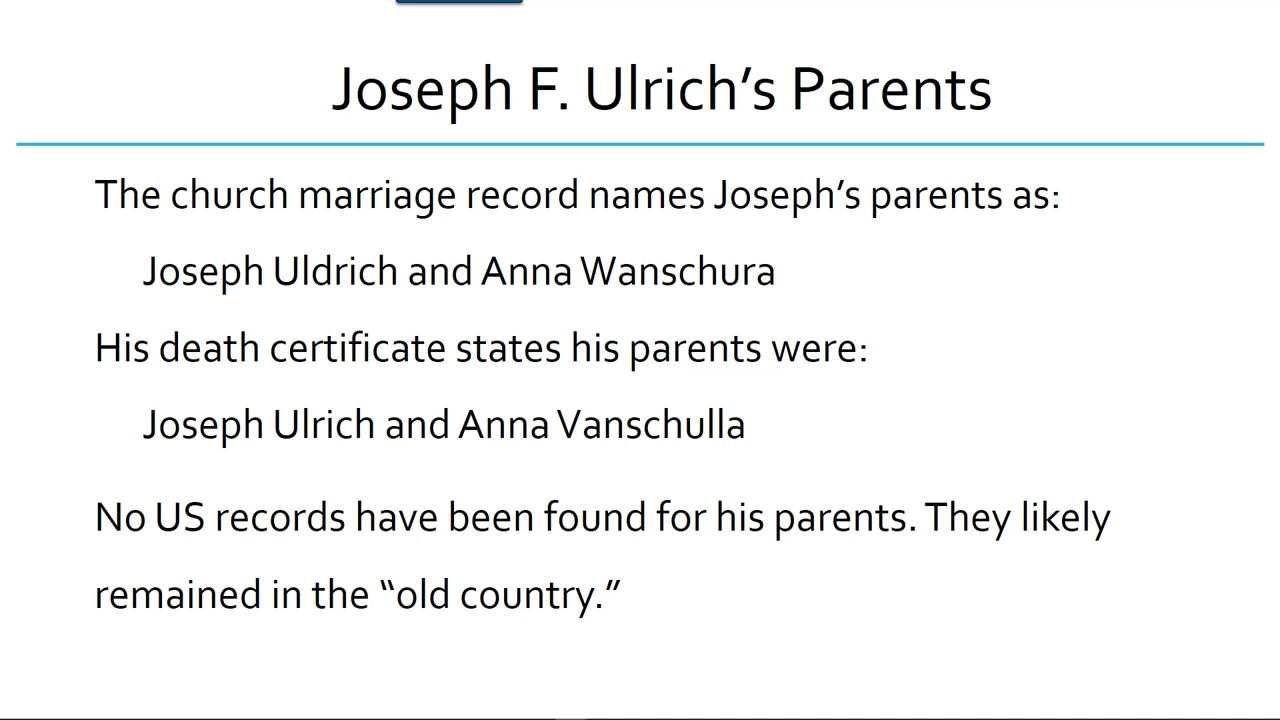 Joseph F. Ulrich’s Parents
The church marriage record names Joseph’s parents as:
Joseph Uldrich and Anna Wanschura
His death certificate states his parents were:
Joseph Ulrich and Anna Vanschulla
No US records have been found for his parents. They likely
remained in the “old country.”